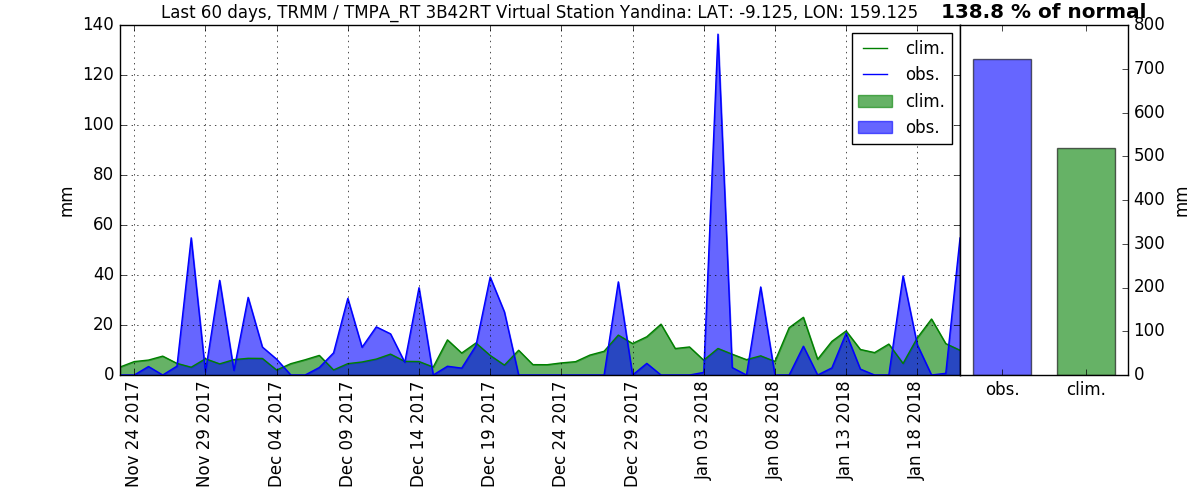 Last 60 days, TRMM / TMPA_RT 3B42RT Virtual Station Yandina: LAT: -9.125, LON: 159.125
138.8 % of normal
140
120
100
80
60
40
20
0
mm
clim.
obs.
clim.
obs.
800
700
600
500
400
300
200
100
0
mm
Nov 24 2017
Nov 29 2017
Dec 04 2017
Dec 09 2017
Dec 14 2017
Dec 19 2017
Dec 24 2017
Dec 29 2017
Jan 03 2018
Jan 08 2018
Jan 13 2018
Jan 18 2018
obs.
clim.